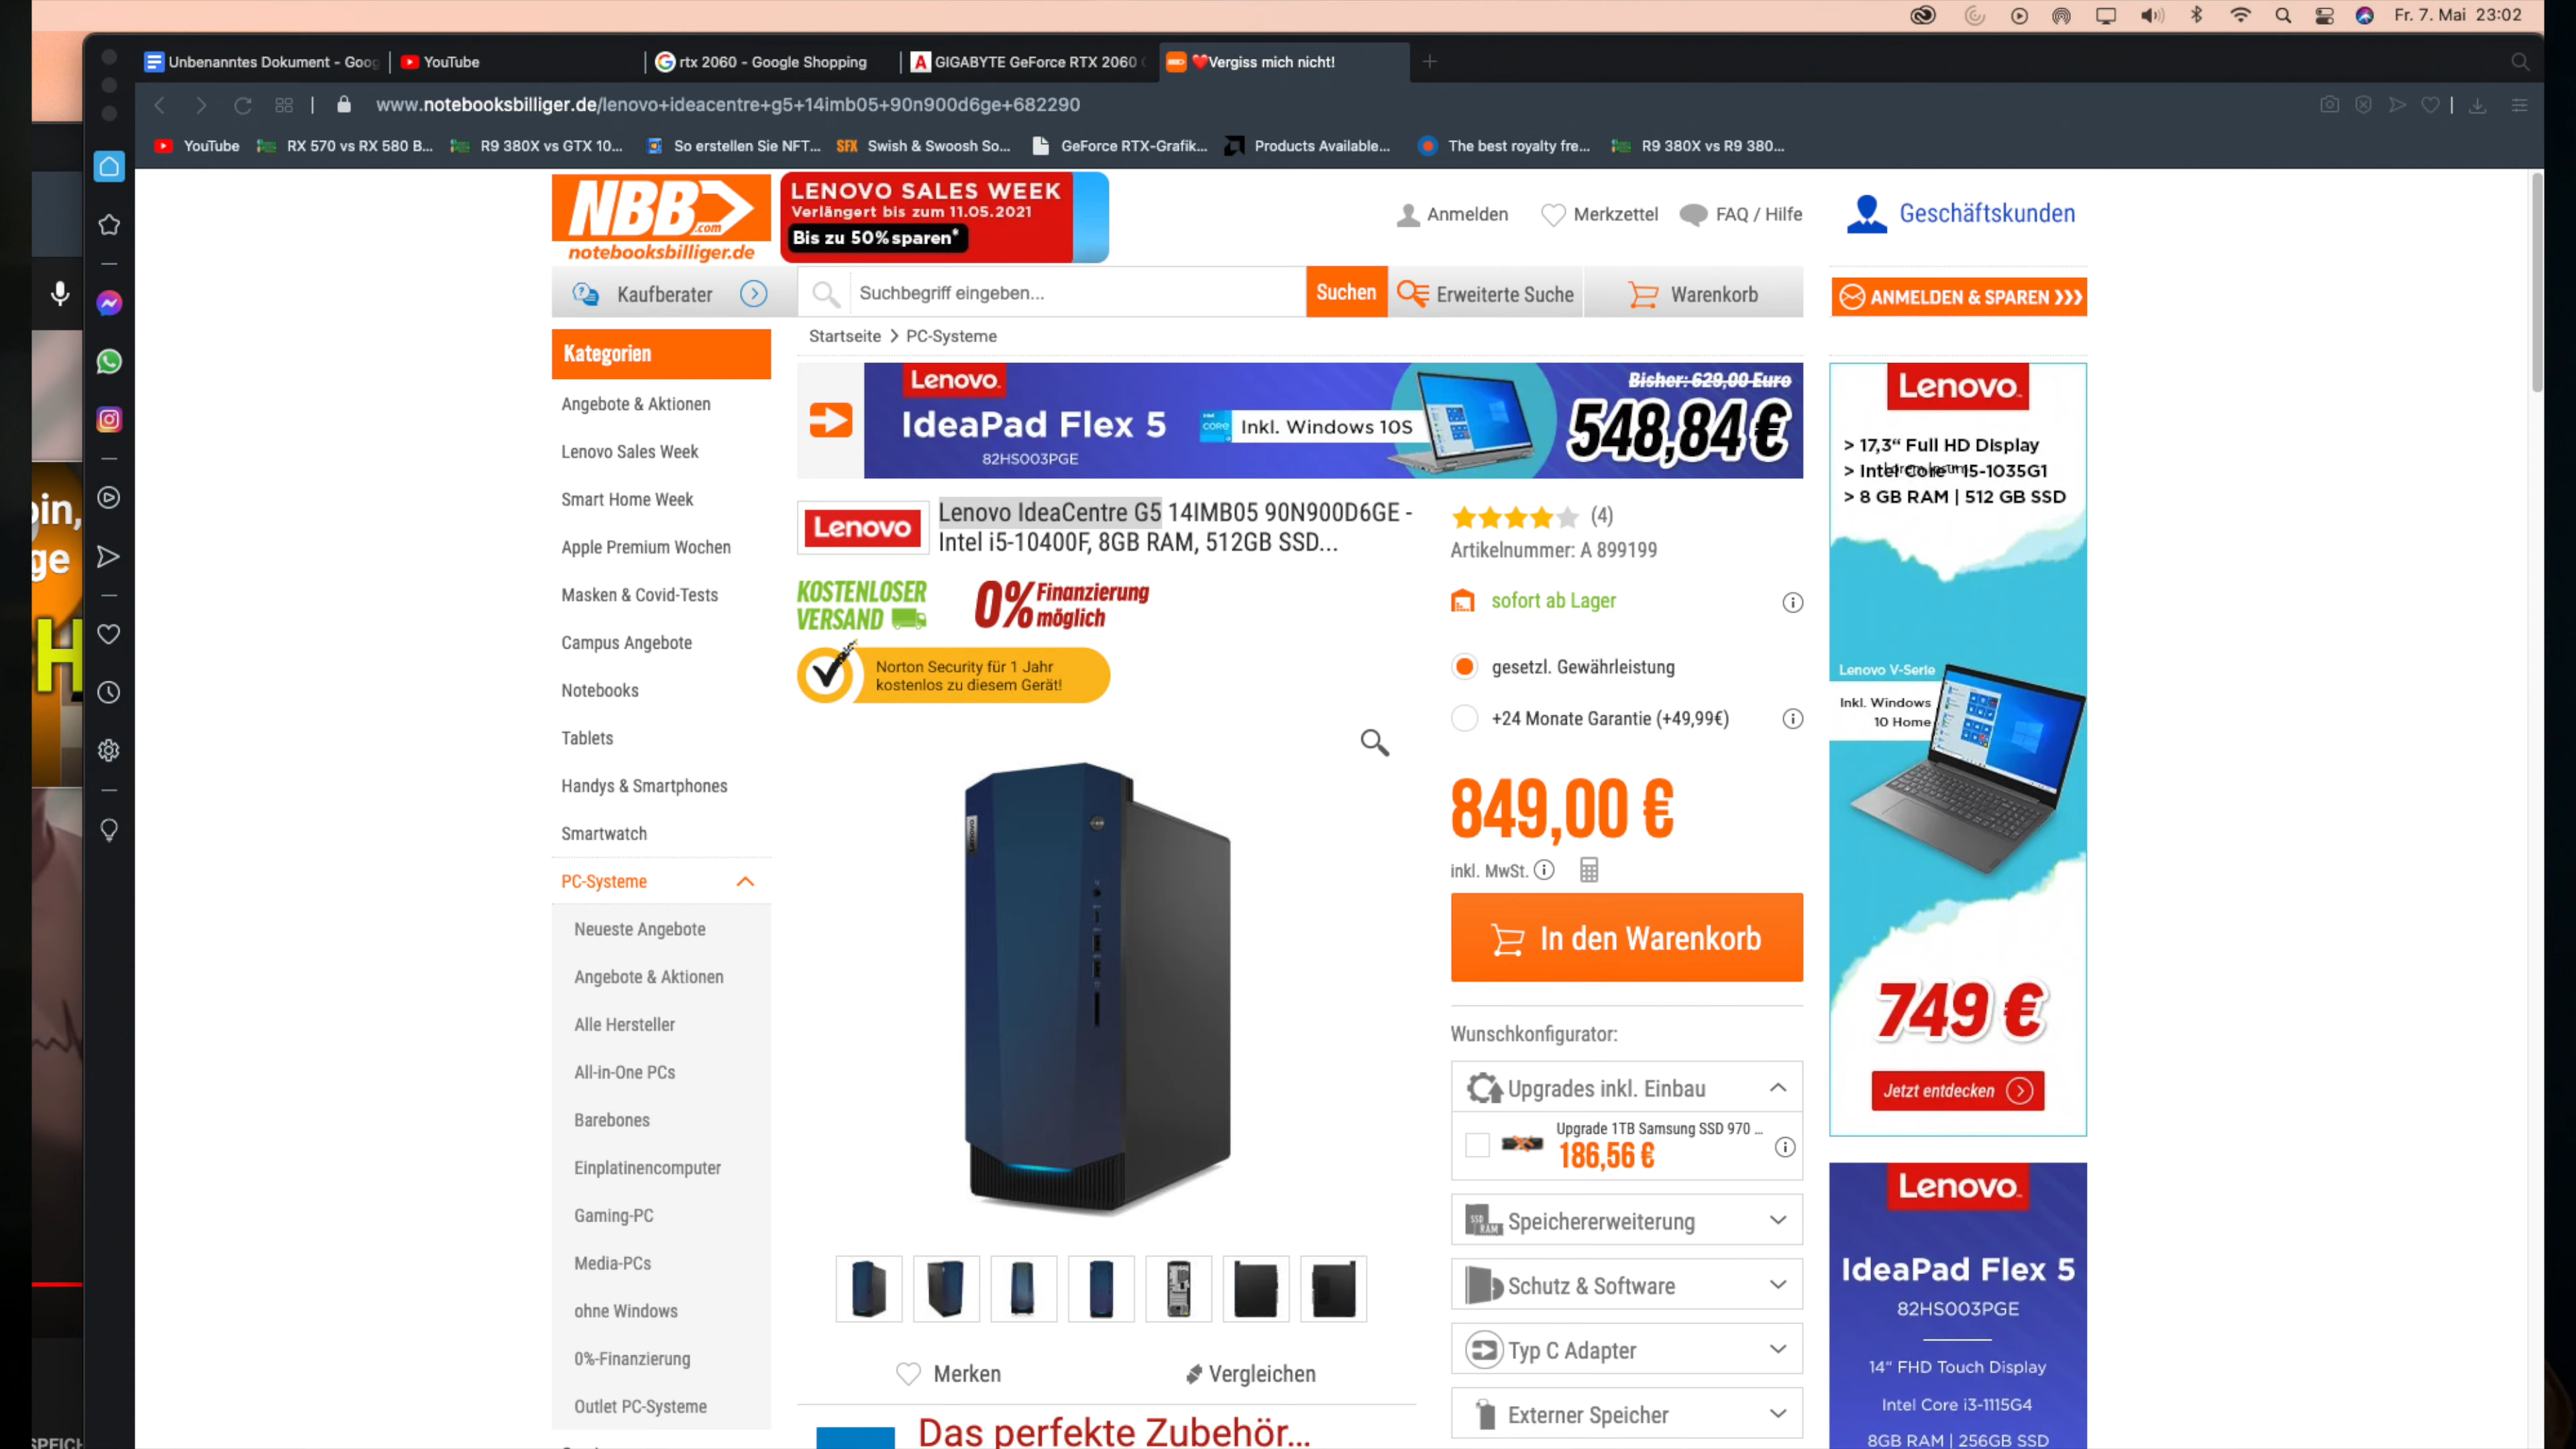 Fr. 7. Mai 23:02
Unbenanntes Dokument - Goog
YouTube
rtx 2060 - Google Shopping
GIGABYTE GeForce RTX 2060
❤️Vergiss mich nicht!
www.notebooksbilliger.de/lenovo+ideacentre+g5+14imb05+90n900d6ge+682290
YouTube
RX 570 vs RX 580 B...
R9 380X vs GTX 10...
So erstellen Sie NFT...
SFX Swish & Swoosh So...
GeForce RTX-Grafik...
Products Available...
The best royalty fre...
R9 380X vs R9 380...
NBB.com
notebooksbilliger.de
LENOVO SALES WEEK
Verlängert bis zum 11.05.2021
Bis zu 50% sparen*
Anmelden
Merkzettel
FAQ / Hilfe
Geschäftskunden
Kaufberater
Suchbegriff eingeben...
Suchen
Erweiterte Suche
Warenkorb
ANMELDEN & SPAREN ❯❯❯
Startseite > PC-Systeme
Kategorien
Angebote & Aktionen
Lenovo Sales Week
Smart Home Week
Apple Premium Wochen
Masken & Covid-Tests
Campus Angebote
Notebooks
Tablets
Handys & Smartphones
Smartwatch
PC-Systeme
Neueste Angebote
Angebote & Aktionen
Alle Hersteller
All-in-One PCs
Barebones
Einplatinencomputer
Gaming-PC
Media-PCs
ohne Windows
0%-Finanzierung
Outlet PC-Systeme
Lenovo
IdeaPad Flex 5
82HS003PGE
CORE
Inkl. Windows 10S
Bisher: 629,00 Euro
548,84 €
Lenovo
Lenovo IdeaCentre G5 14IMB05 90N900D6GE -
Intel i5-10400F, 8GB RAM, 512GB SSD...
KOSTENLOSER
VERSAND
0% Finanzierung
möglich
Norton Security für 1 Jahr
kostenlos zu diesem Gerät!
Lenovo
Merken
Vergleichen
Das perfekte Zubehör...
(4)
Artikelnummer: A 899199
sofort ab Lager
gesetzl. Gewährleistung
+24 Monate Garantie (+49,99€)
849,00 €
inkl. MwSt.
In den Warenkorb
Wunschkonfigurator:
Upgrades inkl. Einbau
Upgrade 1TB Samsung SSD 970 ...
186,56 €
SSD RAM
Speichererweiterung
Schutz & Software
Typ C Adapter
Externer Speicher
Lenovo
> 17,3“ Full HD Display
> Intel Core™ i5-1035G1
> 8 GB RAM | 512 GB SSD
Lenovo V-Serie
Inkl. Windows
10 Home
749 €
Jetzt entdecken
Lenovo
IdeaPad Flex 5
82HS003PGE
14" FHD Touch Display
Intel Core i3-1115G4
8GB RAM | 256GB SSD